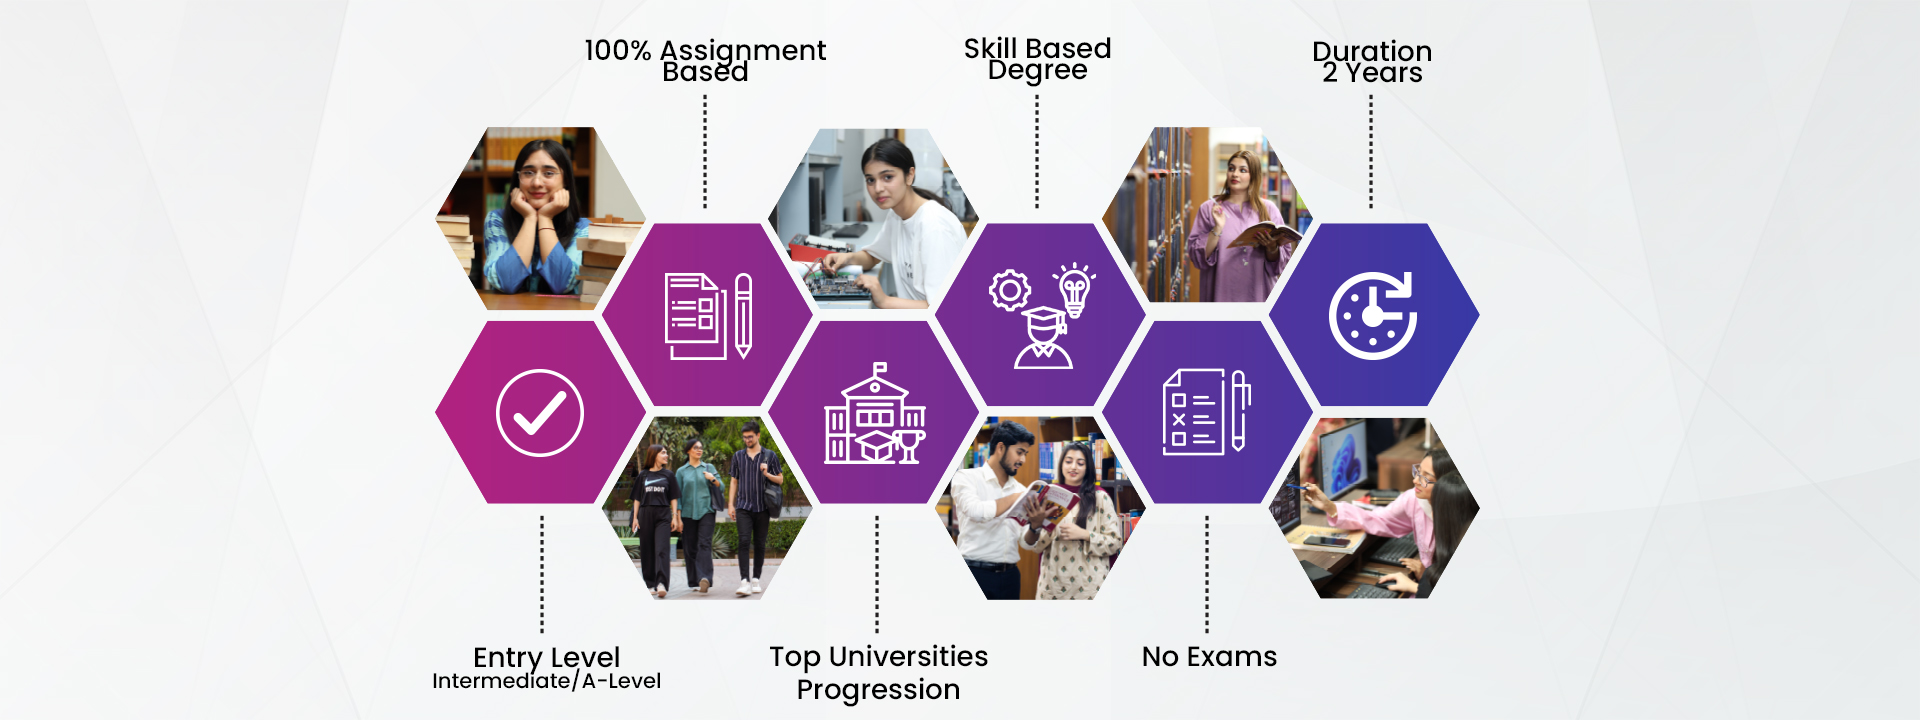 100% Assignment
Based
Skill Based
Degree
Duration
2 Years
Entry Level
Intermediate/A-Level
Top Universities
Progression
No Exams